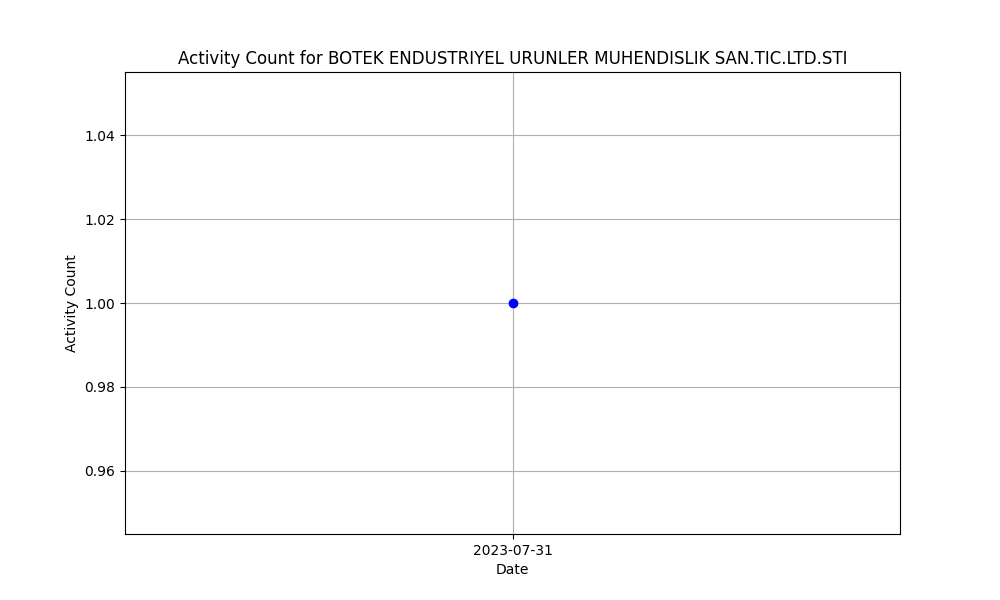 Activity Count for BOTEK ENDUSTRIYEL URUNLER MUHENDISLIK SAN.TIC.LTD.STI
1.04
1.02
1.00
0.98
0.96
Activity Count
2023-07-31
Date